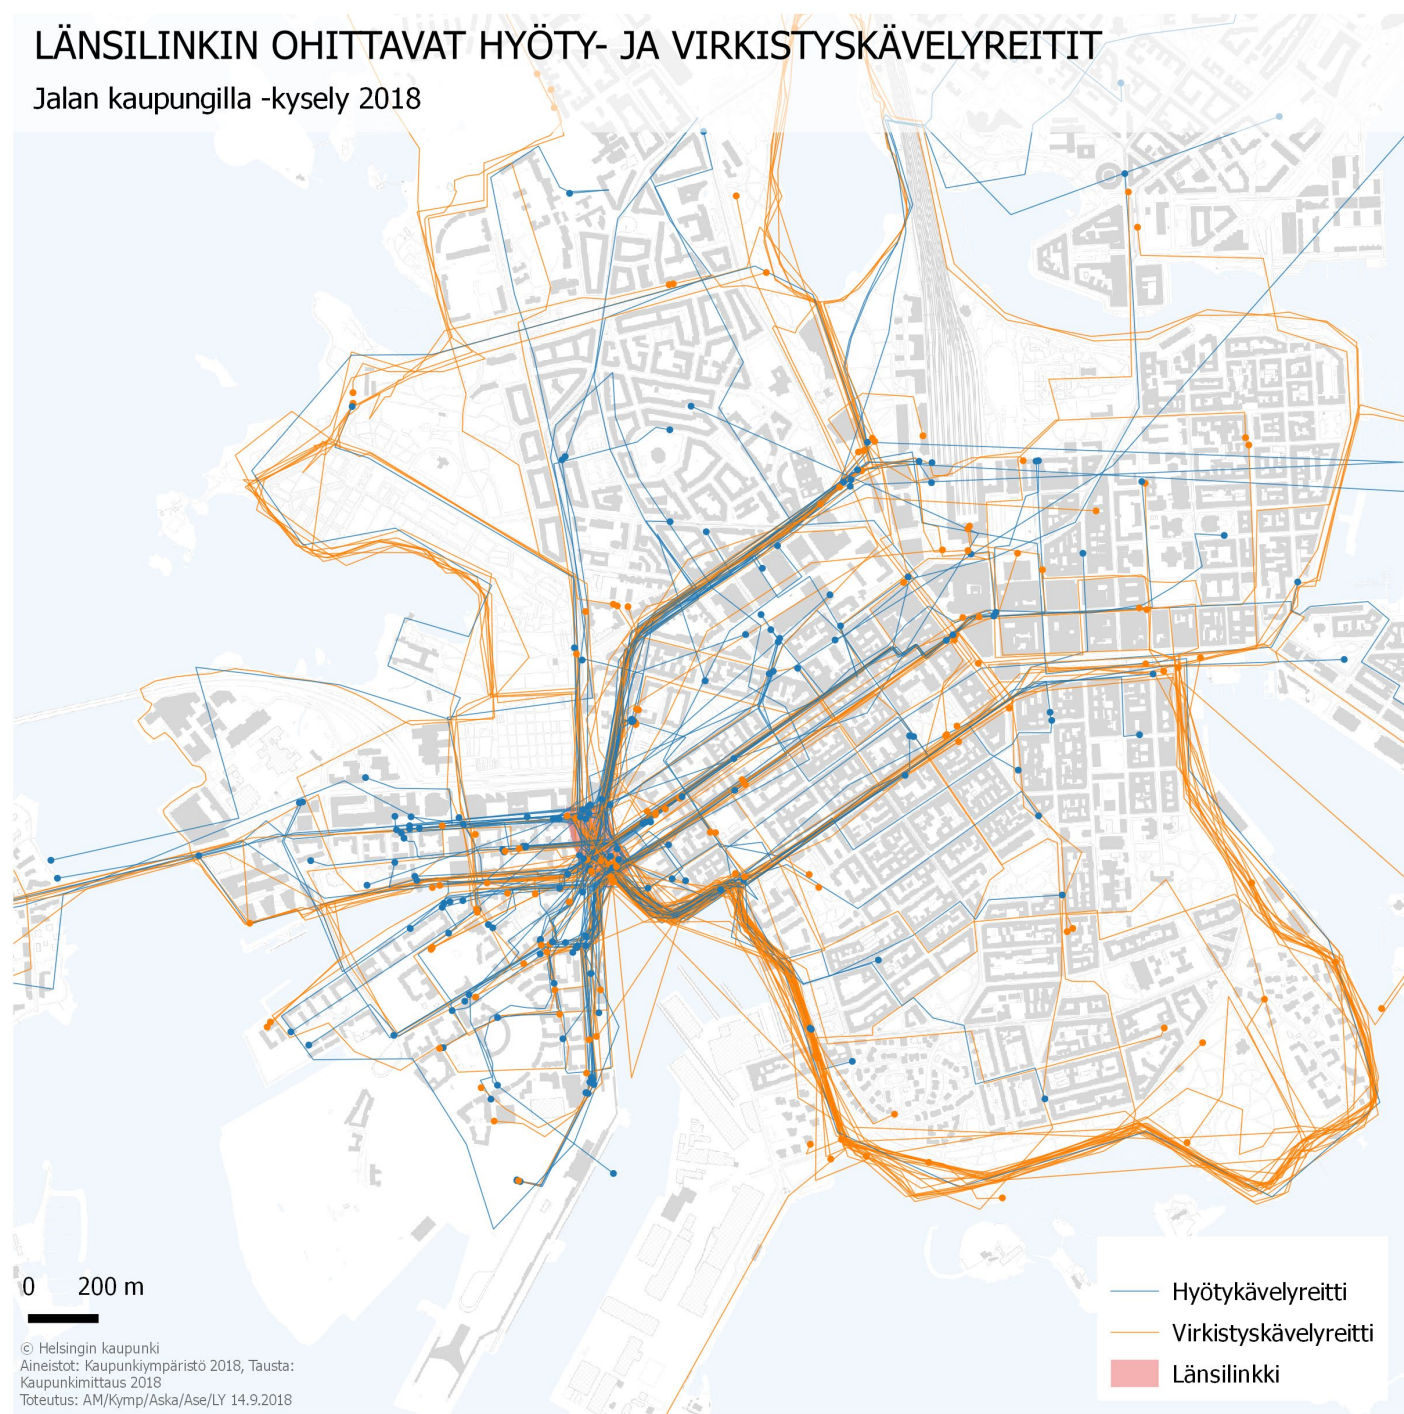 LÄNSILINKIN OHITTAVAT HYÖTY- JA VIRKISTYSKÄVELYREITIT
Jalan kaupungilla -kysely 2018
0 200 m
© Helsingin kaupunki
Aineistot: Kaupunkiympäristö 2018, Tausta:
Kaupunkimittaus 2018
Toteutus: AM/Kymp/Aska/Ase/LY 14.9.2018
Hyötykävelyreitti
Virkistyskävelyreitti
Länsilinkki